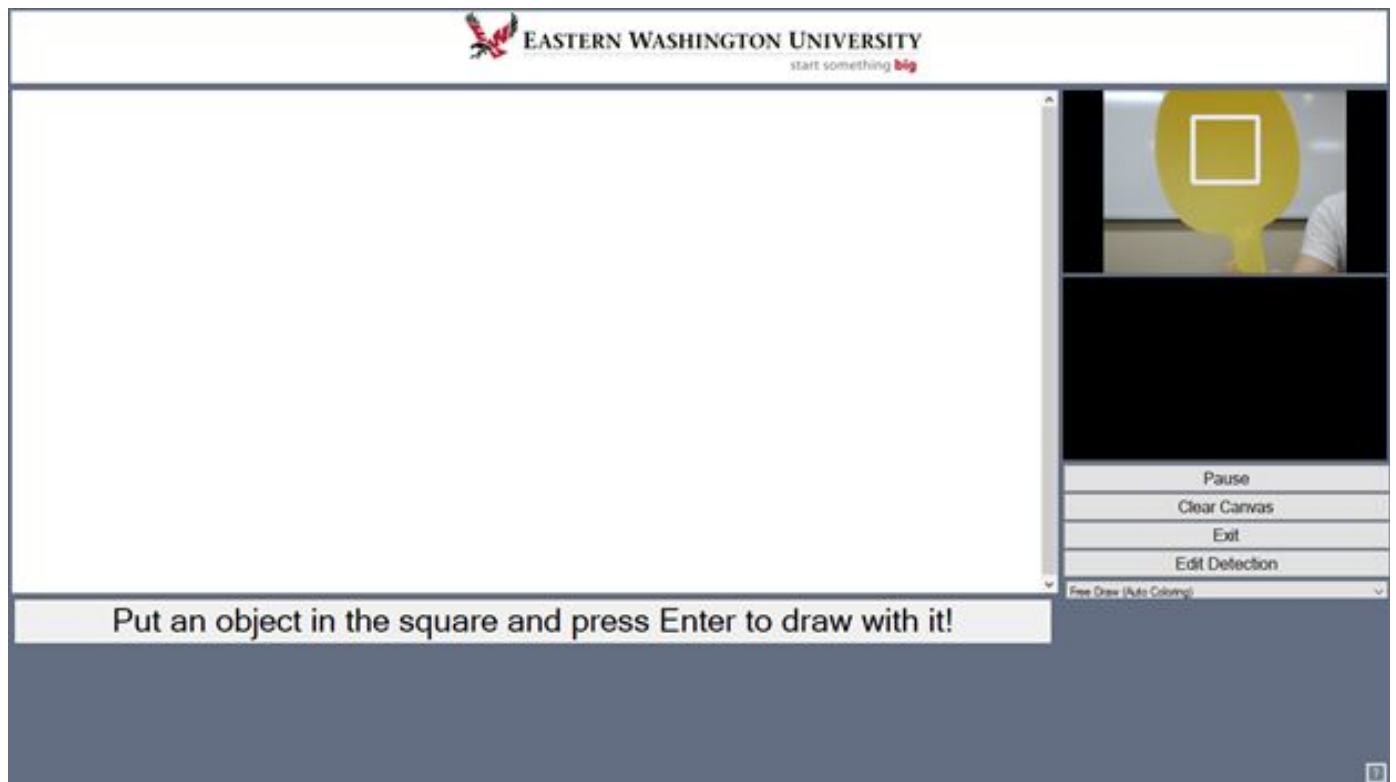 EASTERN WASHINGTON UNIVERSITY
start something big
Pause
Clear Canvas
Exit
Edit Detection
Free Draw (Auto Coloring)
Put an object in the square and press Enter to draw with it!
?